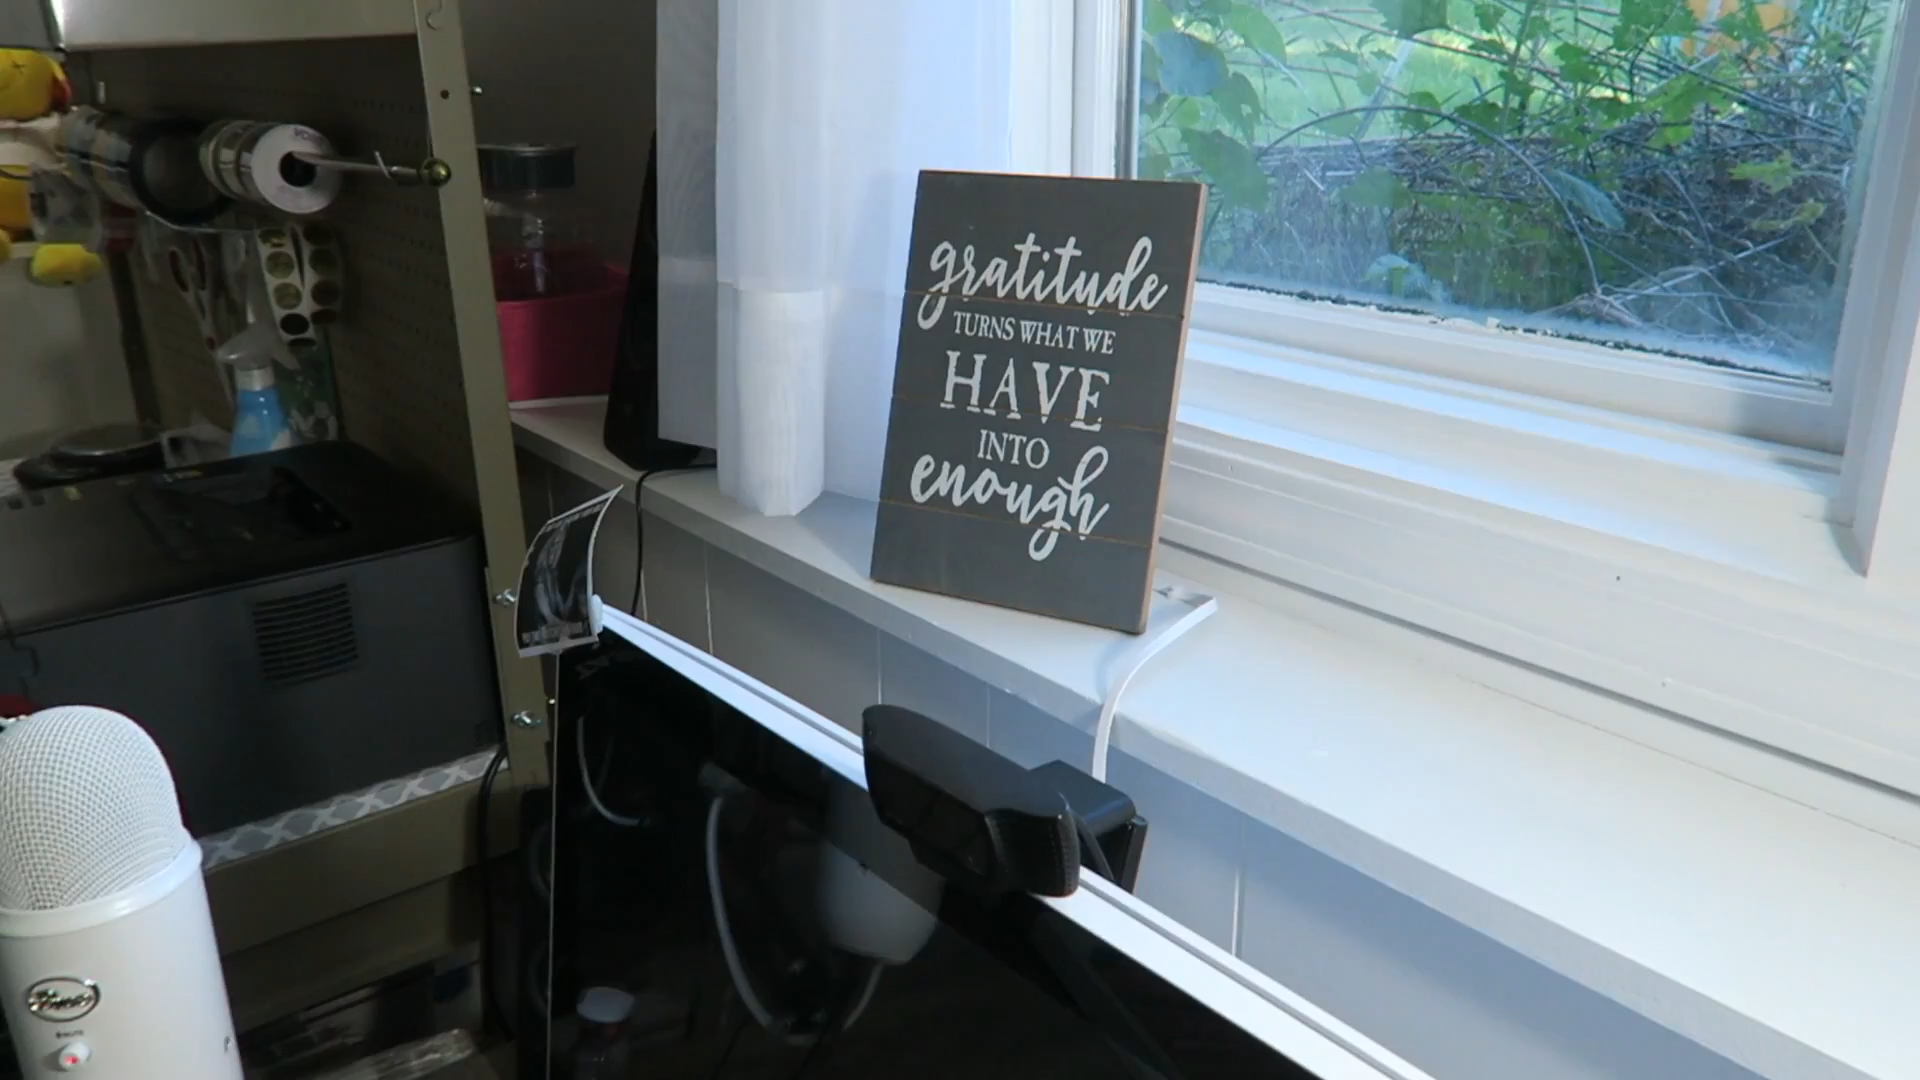 gratitude
TURNS WHAT WE
HAVE
INTO
enough